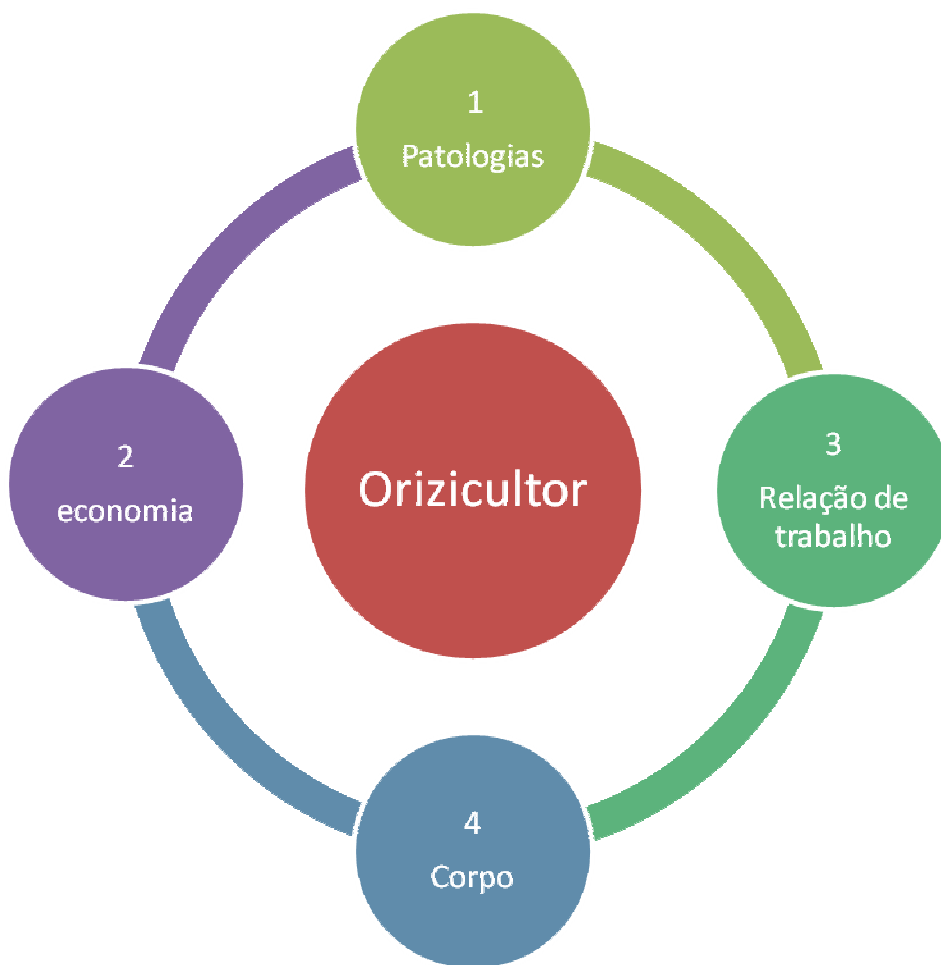 1
Patologias
2
economia
Orizicultor
3
Relação de
trabalho
4
Corpo